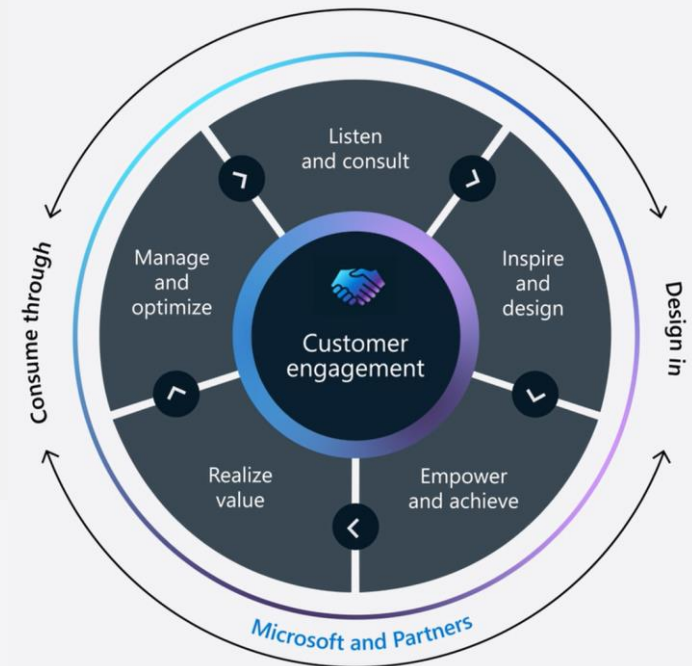 Listen
and consult
Inspire
and
design
Empower
and achieve
Realize
value
Manage
and
optimize
Customer
engagement
Consume through
Design in
Microsoft and Partners